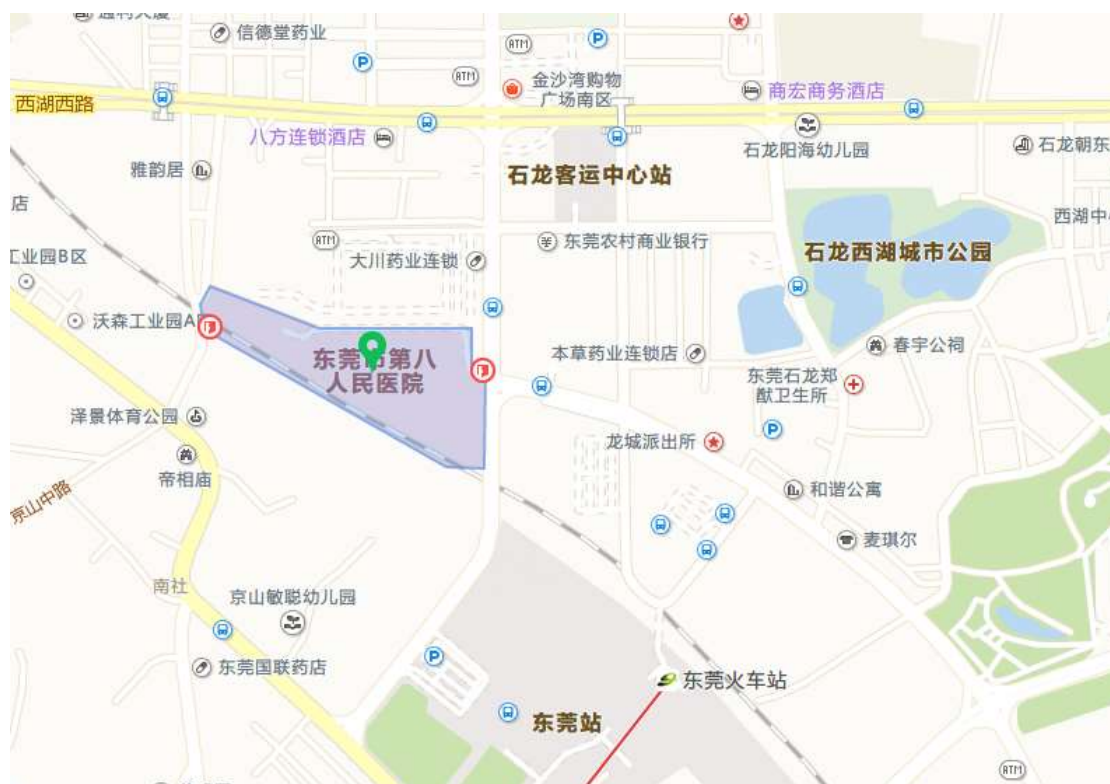 信德堂药业
P
ATM
P
ATM
金沙湾购物
广场南区
商宏商务酒店
西湖西路
八方连锁酒店
石龙阳海幼儿园
石龙朝东
雅韵居
石龙客运中心站
店
西湖中
ATM
大川药业连锁
东莞农村商业银行
石龙西湖城市公园
工业园B区
沃森工业园A
东莞市第八
人民医院
本草药业连锁店
春宇公祠
东莞石龙郑
猷卫生所
泽景体育公园
P
龙城派出所
帝相庙
京山中路
和谐公寓
麦琪尔
南社
京山敏聪幼儿园
P
东莞国联药店
东莞火车站
东莞站
ATM